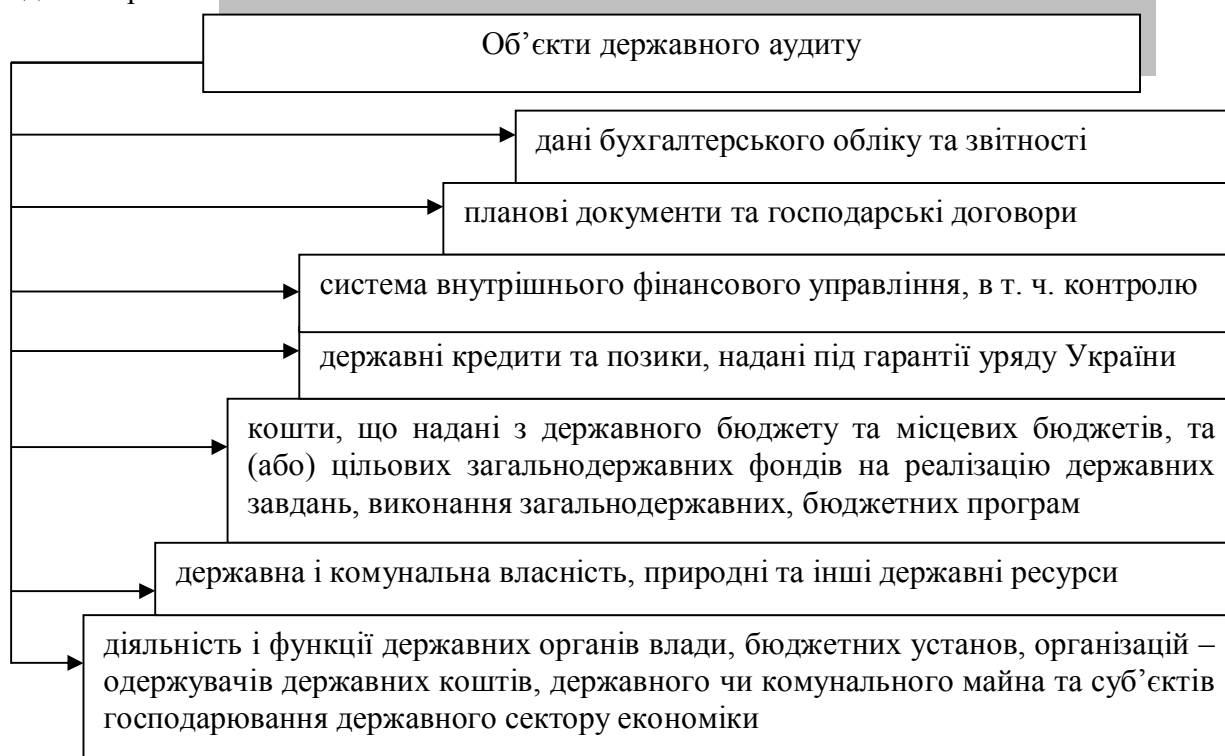 Об’єкти державного аудиту
дані бухгалтерського обліку та звітності
планові документи та господарські договори
система внутрішнього фінансового управління, в т. ч. контролю
державні кредити та позики, надані під гарантії уряду України
кошти, що надані з державного бюджету та місцевих бюджетів, та
(або) цільових загальнодержавних фондів на реалізацію державних
завдань, виконання загальнодержавних, бюджетних програм
державна і комунальна власність, природні та інші державні ресурси
діяльність і функції державних органів влади, бюджетних установ, організацій –
одержувачів державних коштів, державного чи комунального майна та суб’єктів
господарювання державного сектору економіки